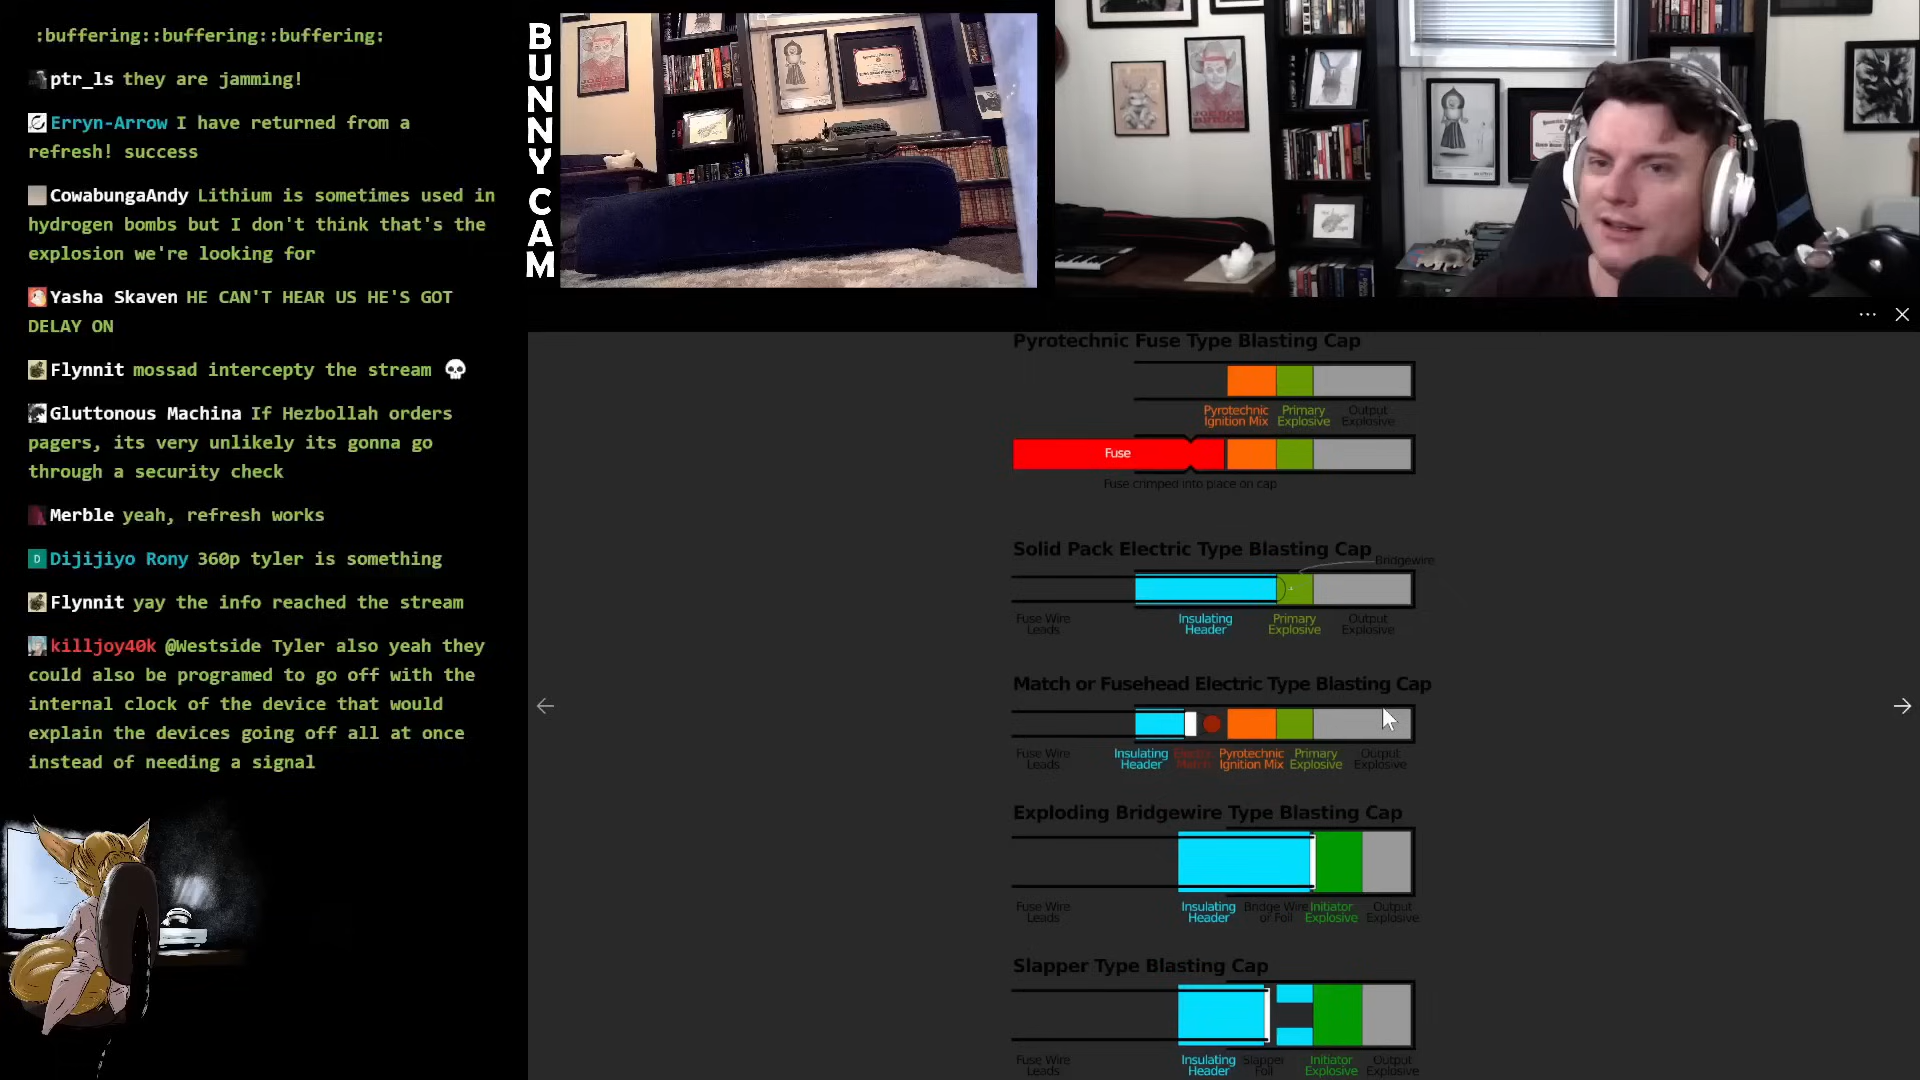 :buffering::buffering::buffering:
ptr_ls they are jamming!
Erryn-Arrow I have returned from a
refresh! success
CowabungaAndy Lithium is sometimes used in
hydrogen bombs but I don't think that's the
explosion we're looking for
Yasha Skaven HE CAN'T HEAR US HE'S GOT
DELAY ON
Flynnit mossad intercepty the stream
Gluttonous Machina If Hezbollah orders
pagers, its very unlikely its gonna go
through a security check
Merble yeah, refresh works
D Dijijiyo Rony 360p tyler is something
Flynnit yay the info reached the stream
killjoy40k @Westside Tyler also yeah they
could also be programed to go off with the
internal clock of the device that would
explain the devices going off all at once
instead of needing a signal
BUNNY CAM
Pyrotechnic Fuse Type Blasting Cap
Pyrotechnic Primary Output
Ignition Mix Explosive Explosive
Fuse
Fuse crimped into place on cap
Solid Pack Electric Type Blasting Cap
Bridgewire
Fuse Wire Insulating Primary Output
Leads Header Explosive Explosive
Match or Fusehead Electric Type Blasting Cap
Fuse Wire Insulating Electric Pyrotechnic Primary Output
Leads Header Match Ignition Mix Explosive Explosive
Exploding Bridgewire Type Blasting Cap
Fuse Wire Insulating Bridge Wire Initiator Output
Leads Header or Foil Explosive Explosive
Slapper Type Blasting Cap
Fuse Wire Insulating Slapper Initiator Output
Leads Header Foil Explosive Explosive